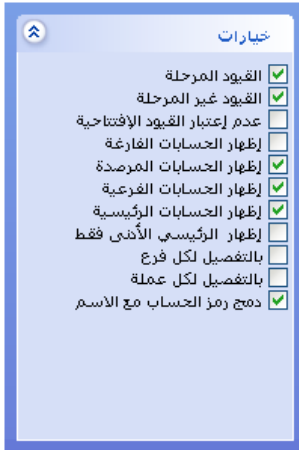 خيارات
القيود المرحلة
القيود غير المرحلة
عدم إعتبار القيود الإفتتاحية
إظهار الحسابات الفارغة
إظهار الحسابات المرصدة
إظهار الحسابات الفرعية
إظهار الحسابات الرئيسية
إظهار الرئيسي الأدنى فقط
بالتفصيل لكل فرع
بالتفصيل لكل عملة
دمج رمز الحساب مع الاسم